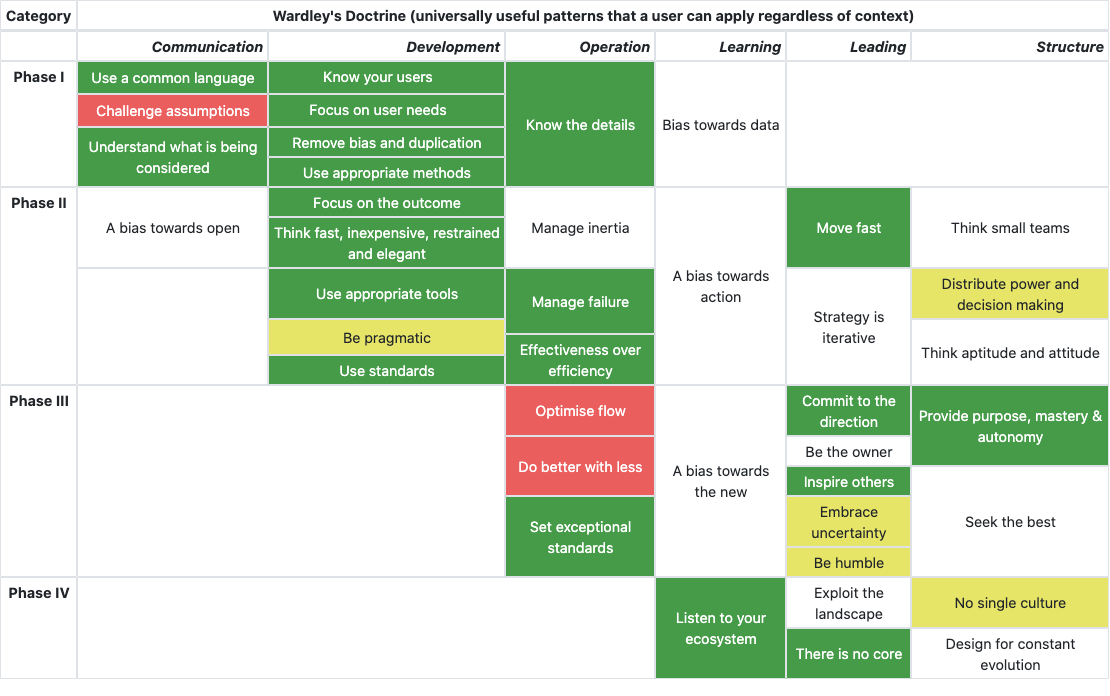 Category
Wardley's Doctrine (universally useful patterns that a user can apply regardless of context)
Communication
Development
Operation
Learning
Leading
Structure
Phase I
Use a common language
Challenge assumptions
Understand what is being
considered
Know your users
Focus on user needs
Remove bias and duplication
Use appropriate methods
Know the details
Bias towards data
Phase II
A bias towards open
Focus on the outcome
Think fast, inexpensive, restrained
and elegant
Use appropriate tools
Be pragmatic
Use standards
Manage inertia
Manage failure
Effectiveness over
efficiency
A bias towards
action
Move fast
Strategy is
iterative
Think small teams
Distribute power and
decision making
Think aptitude and attitude
Phase III
Optimise flow
Do better with less
Set exceptional
standards
A bias towards
the new
Commit to the
direction
Be the owner
Inspire others
Embrace
uncertainty
Be humble
Provide purpose, mastery &
autonomy
Seek the best
Phase IV
Listen to your
ecosystem
Exploit the
landscape
There is no core
No single culture
Design for constant
evolution